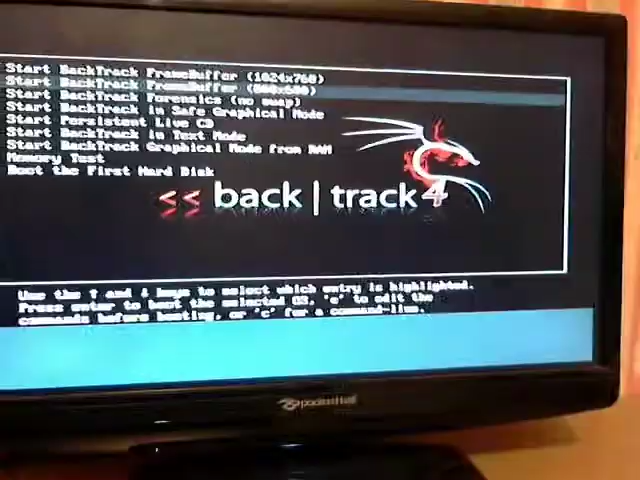 Start BackTrack FrameBuffer (1024x768)
Start BackTrack FrameBuffer (800x600)
Start BackTrack Forensics (no swap)
Start BackTrack in Safe Graphical Mode
Start Persistent Live CD
Start BackTrack in Text Mode
Start BackTrack Graphical Mode from RAM
Memory Test
Boot the First Hard Disk
<< back | track 4
Use the ↑ and ↓ keys to select which entry is highlighted.
Press enter to boot the selected OS, 'e' to edit the
commands before booting, or 'c' for a command-line.
packard bell